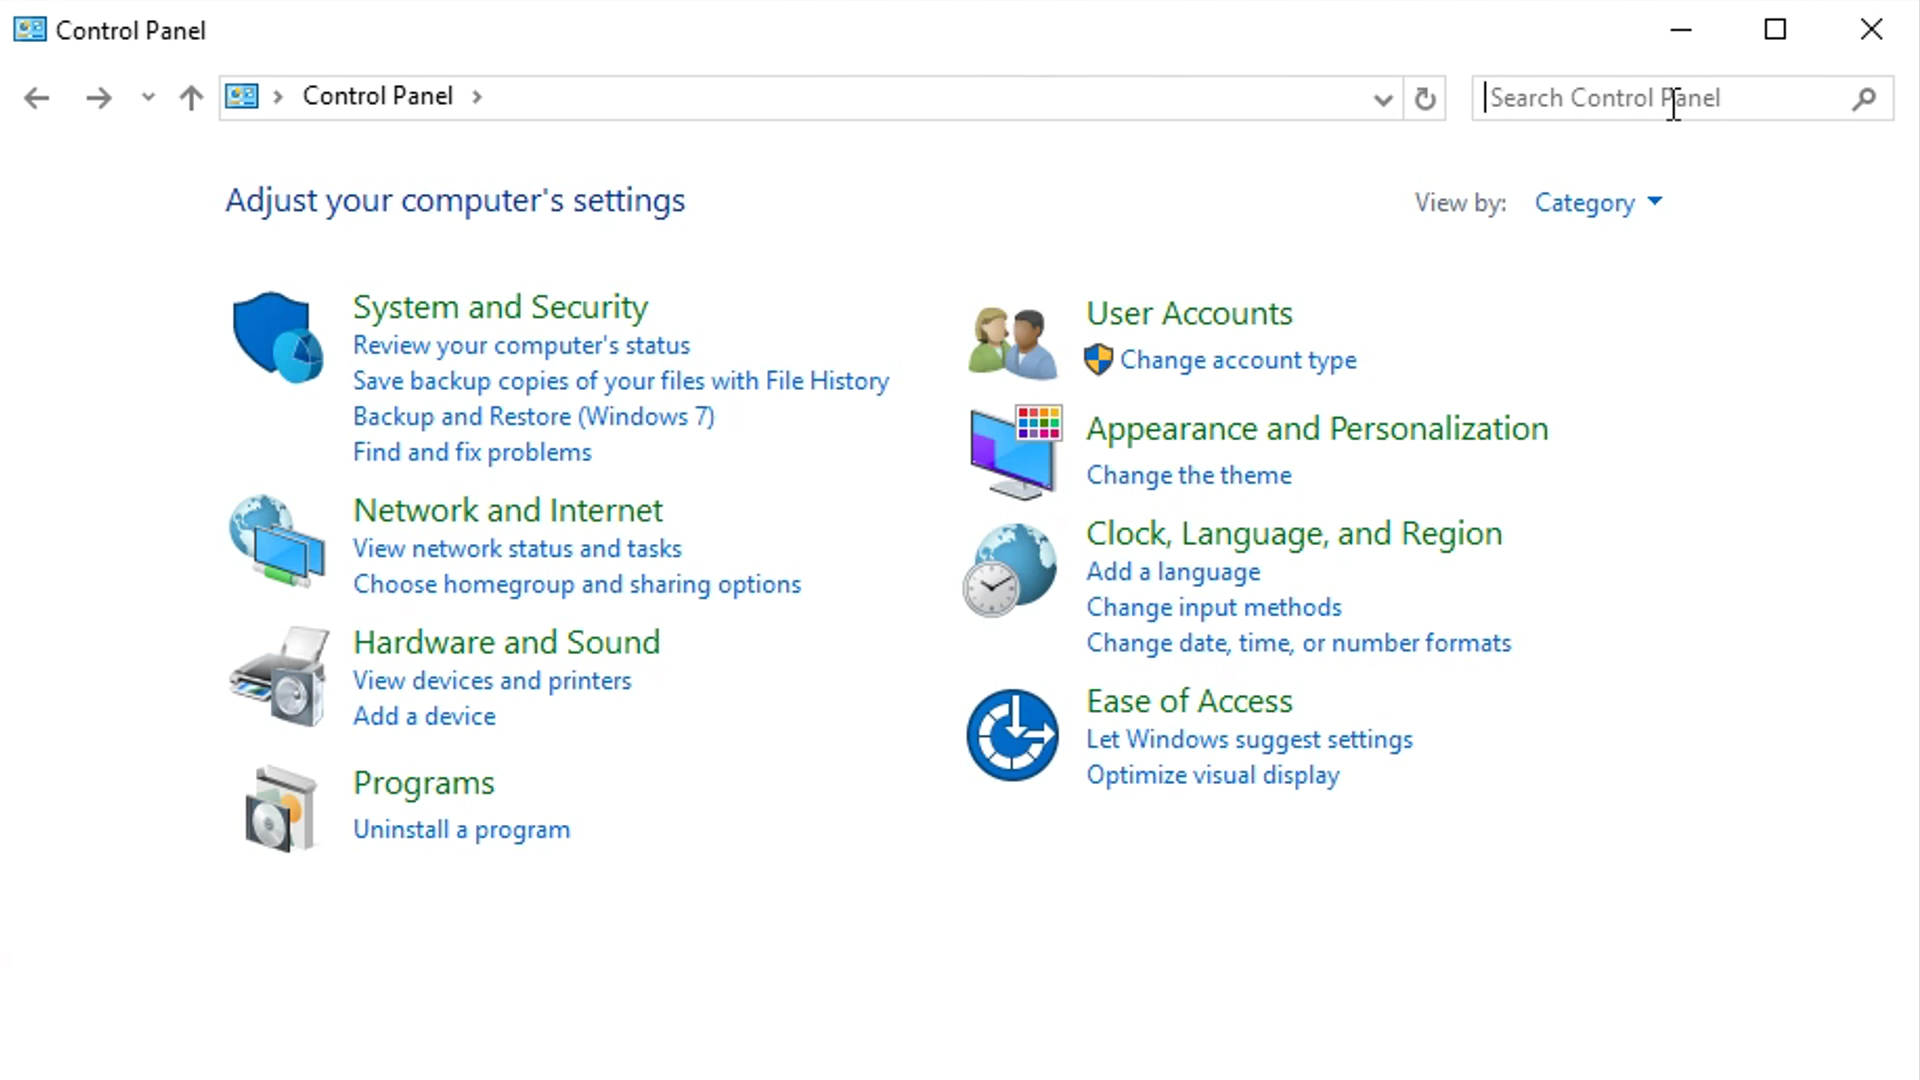 Control Panel
Control Panel
Search Control Panel
Adjust your computer's settings
View by: Category
System and Security
Review your computer's status
Save backup copies of your files with File History
Backup and Restore (Windows 7)
Find and fix problems
Network and Internet
View network status and tasks
Choose homegroup and sharing options
Hardware and Sound
View devices and printers
Add a device
Programs
Uninstall a program
User Accounts
Change account type
Appearance and Personalization
Change the theme
Clock, Language, and Region
Add a language
Change input methods
Change date, time, or number formats
Ease of Access
Let Windows suggest settings
Optimize visual display